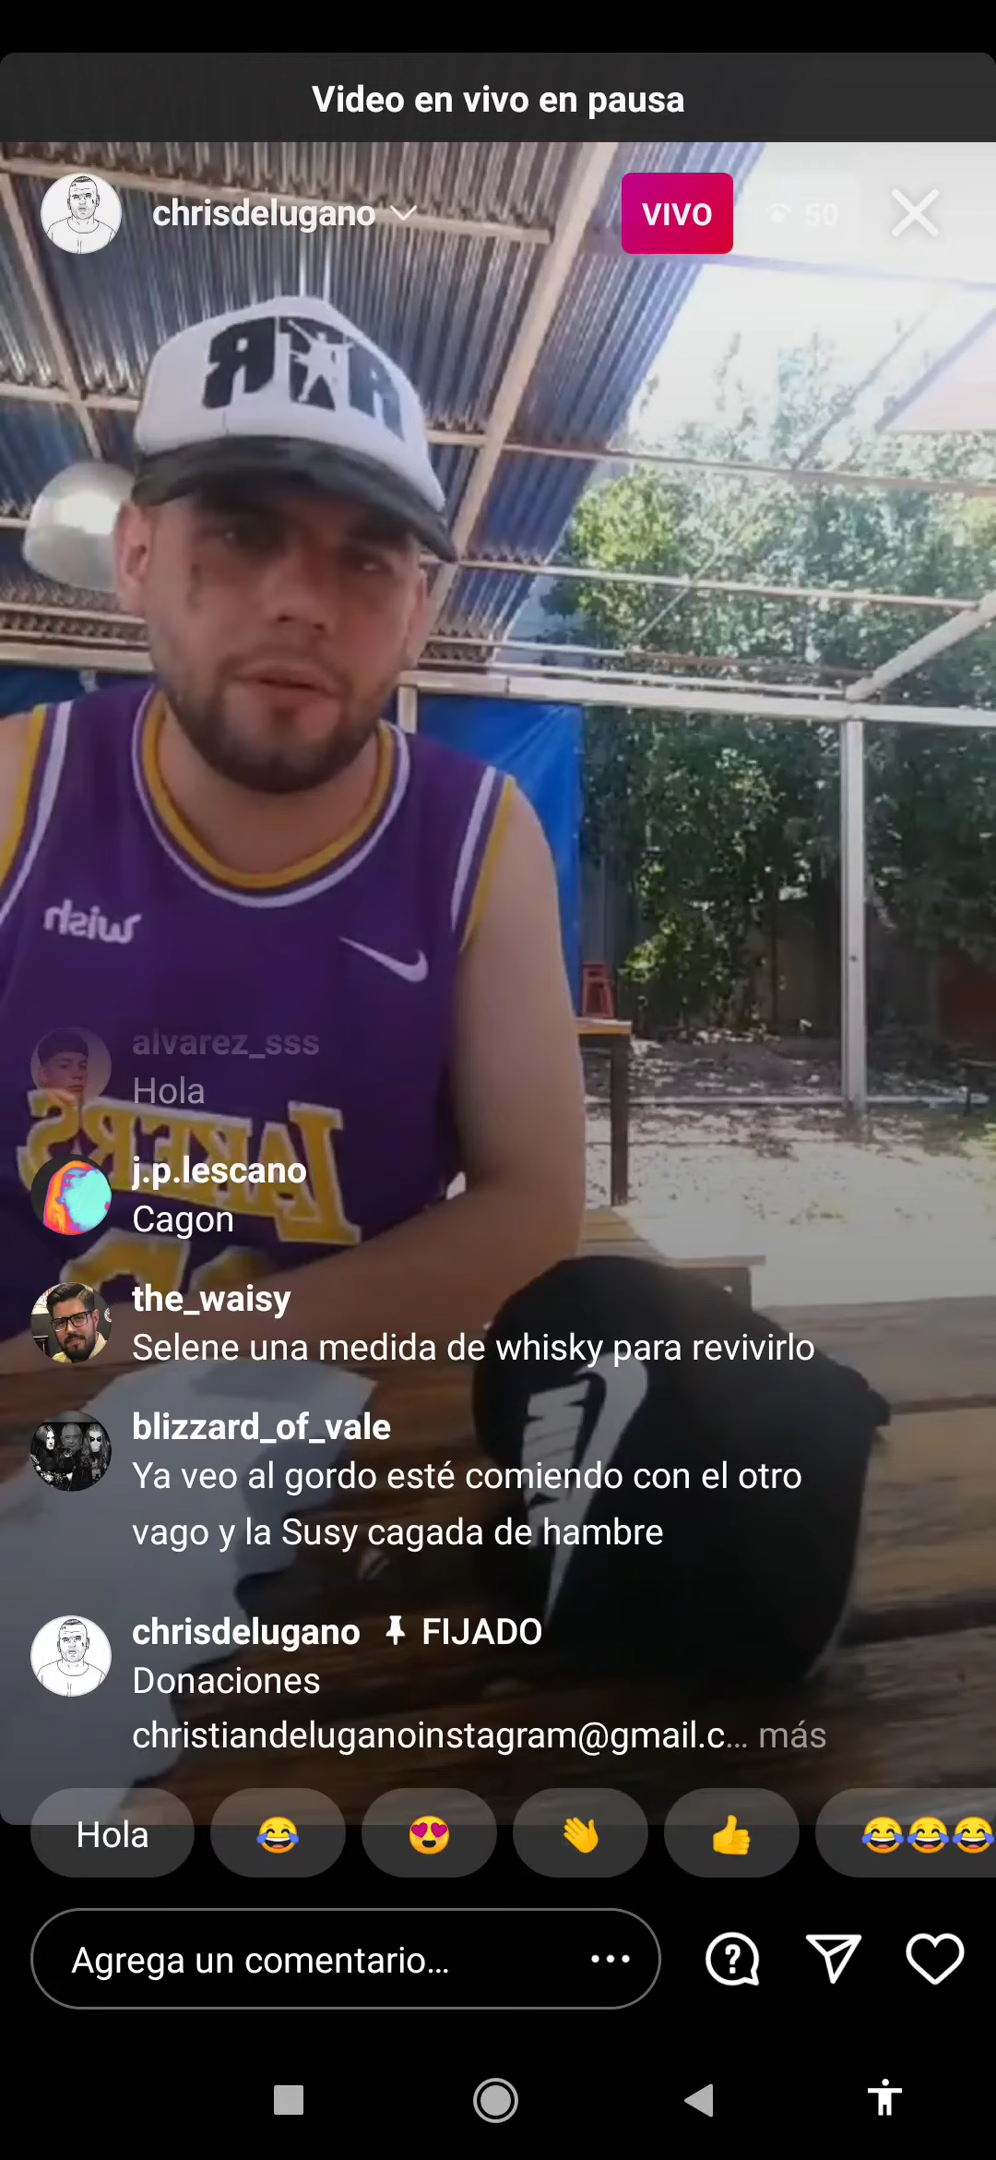 Video en vivo en pausa
chrisdelugano
VIVO
50
wish
alvarez_sss
Hola
LAKERS
j.p.lescano
Cagon
the_waisy
Selene una medida de whisky para revivirlo
blizzard_of_vale
Ya veo al gordo esté comiendo con el otro
vago y la Susy cagada de hambre
chrisdelugano FIJADO
Donaciones
christiandeluganoinstagram@gmail.c... más
Hola 😂 😍 👏 👍 😂😂😂
Agrega un comentario...